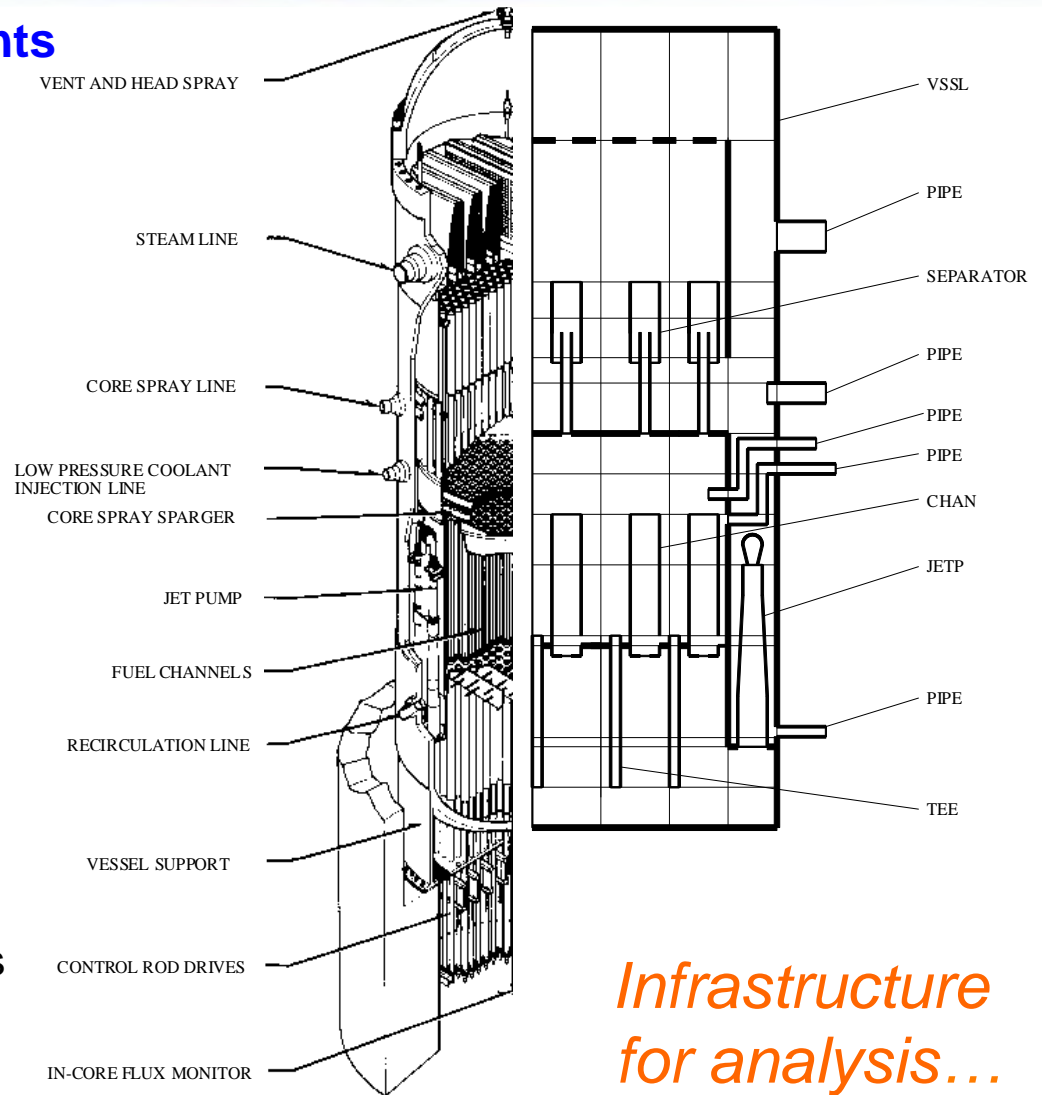 nts
VENT AND HEAD SPRAY
STEAM LINE
CORE SPRAY LINE
LOW PRESSURE COOLANT
INJECTION LINE
CORE SPRAY SPARGER
JET PUMP
FUEL CHANNELS
RECIRCULATION LINE
VESSEL SUPPORT
s
CONTROL ROD DRIVES
IN-CORE FLUX MONITOR
VSSL
PIPE
SEPARATOR
PIPE
PIPE
PIPE
CHAN
JETP
PIPE
TEE
Infrastructure
for analysis…